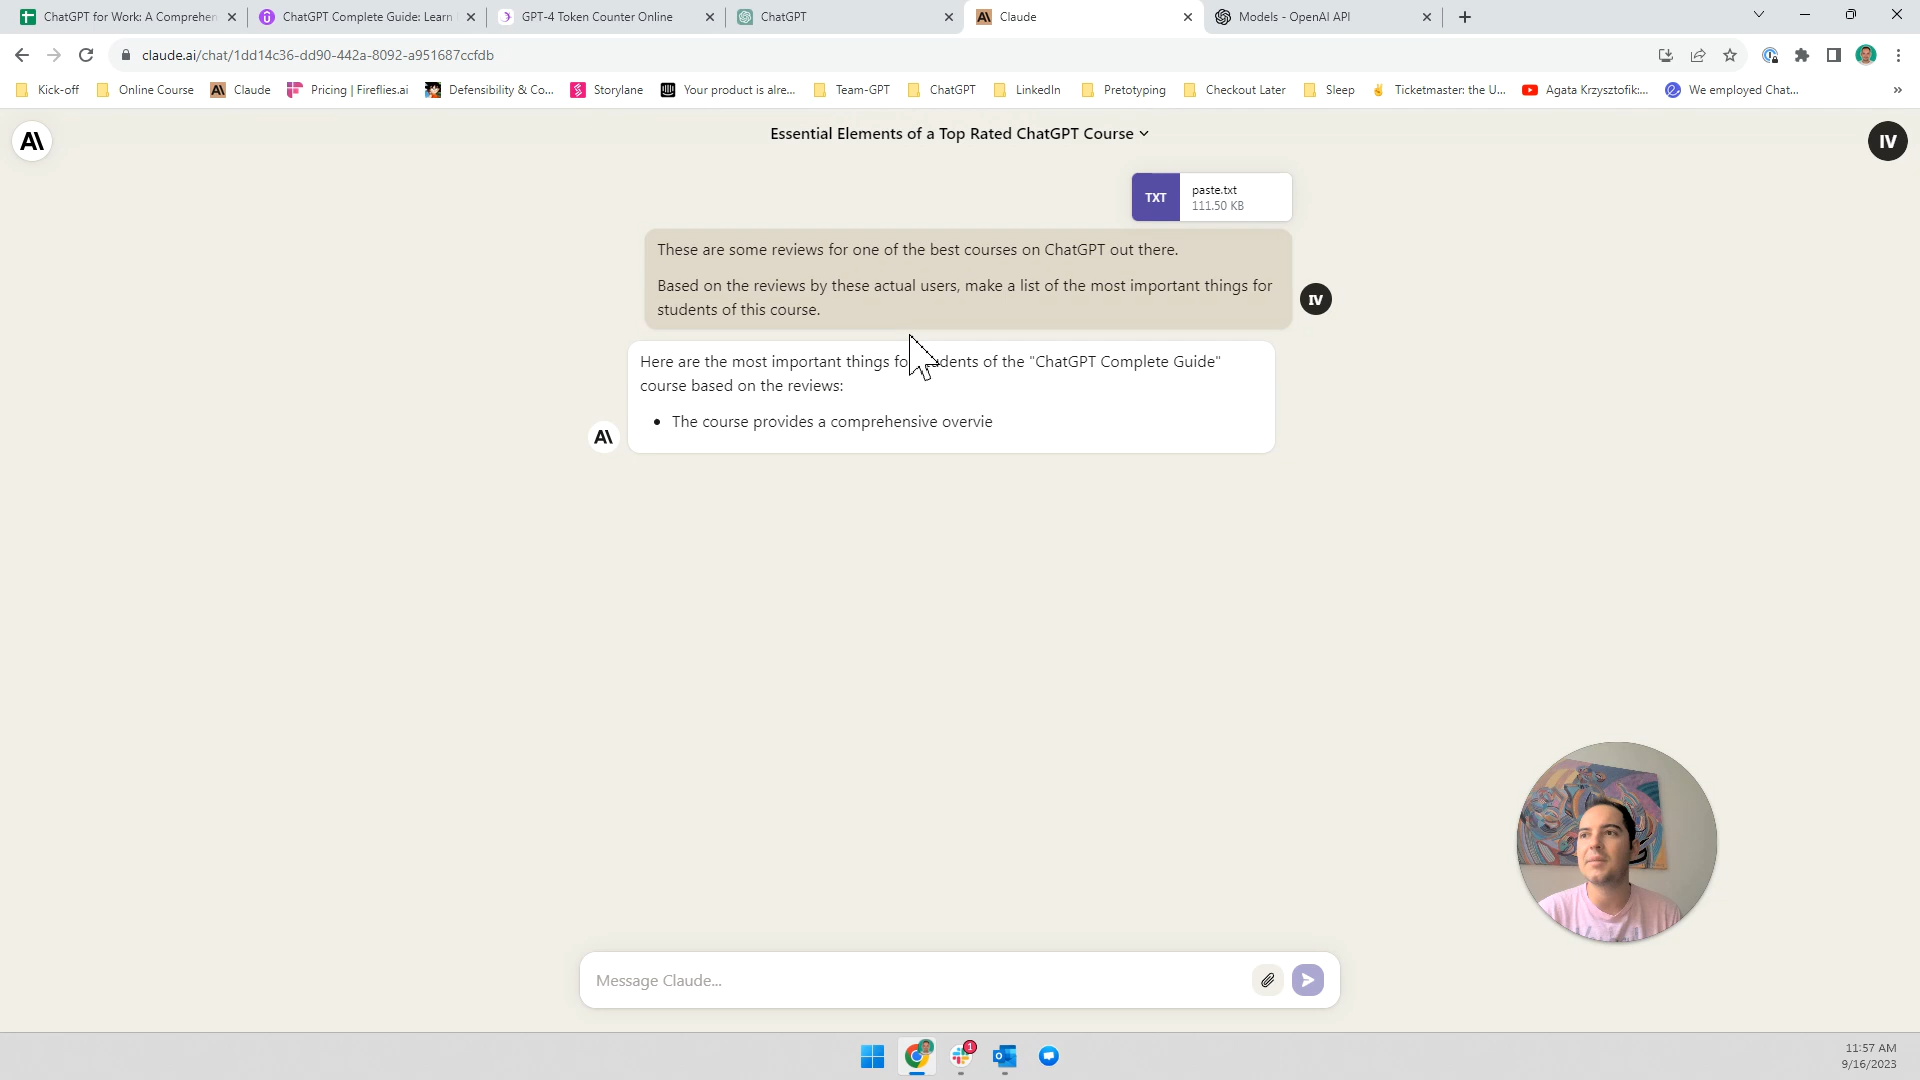 ChatGPT for Work: A Comprehen
ChatGPT Complete Guide: Learn
GPT-4 Token Counter Online
ChatGPT
Claude
Models - OpenAI API
claude.ai/chat/1dd14c36-dd90-442a-8092-a951687ccfdb
Kick-off
Online Course
Claude
Pricing | Fireflies.ai
Defensibility & Co...
Storylane
Your product is alre...
Team-GPT
ChatGPT
LinkedIn
Pretotyping
Checkout Later
Sleep
Ticketmaster: the U...
Agata Krzysztofik:...
We employed Chat...
Essential Elements of a Top Rated ChatGPT Course
IV
TXT
paste.txt
111.50 KB
These are some reviews for one of the best courses on ChatGPT out there.
Based on the reviews by these actual users, make a list of the most important things for
students of this course.
IV
Here are the most important things fo dents of the "ChatGPT Complete Guide"
course based on the reviews:
• The course provides a comprehensive overvie
Message Claude...
1
11:57 AM
9/16/2023